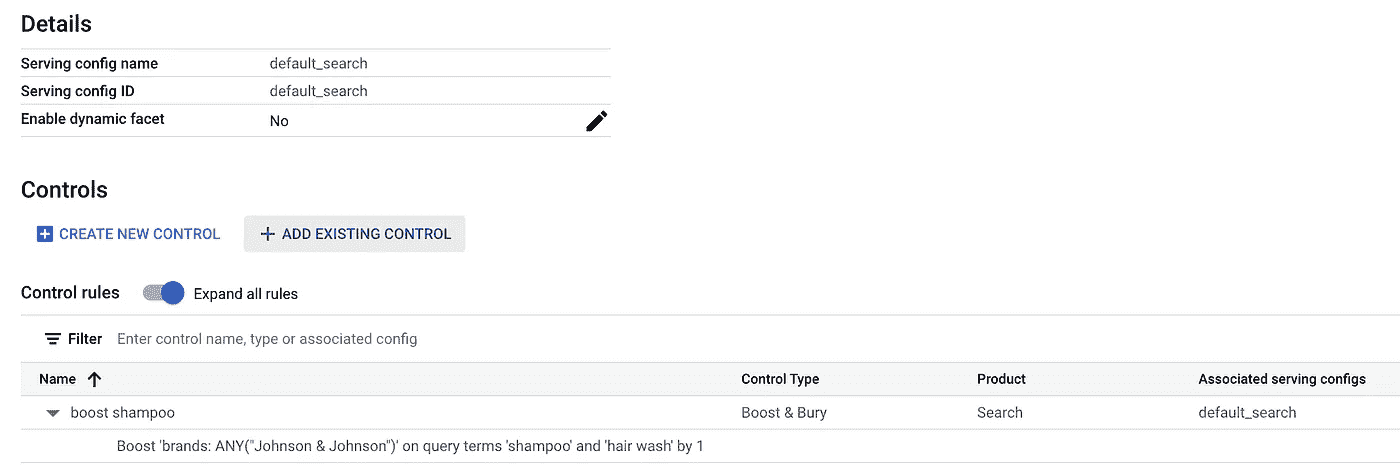 Details
Serving config name default_search
Serving config ID default_search
Enable dynamic facet No
Controls
CREATE NEW CONTROL ADD EXISTING CONTROL
Control rules Expand all rules
Filter Enter control name, type or associated config
Name Control Type Product Associated serving configs
boost shampoo Boost & Bury Search default_search
Boost 'brands: ANY("Johnson & Johnson")' on query terms 'shampoo' and 'hair wash' by 1